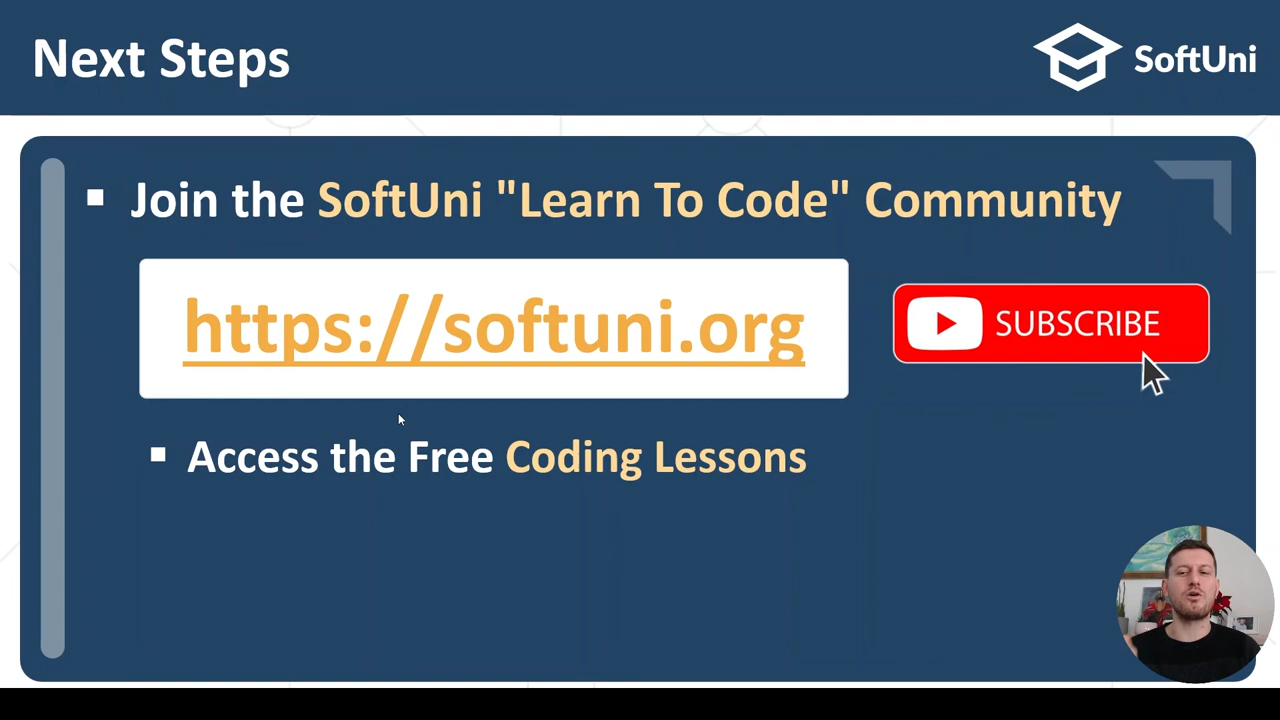 Next Steps
SoftUni
Join the SoftUni "Learn To Code" Community
https://softuni.org
SUBSCRIBE
Access the Free Coding Lessons